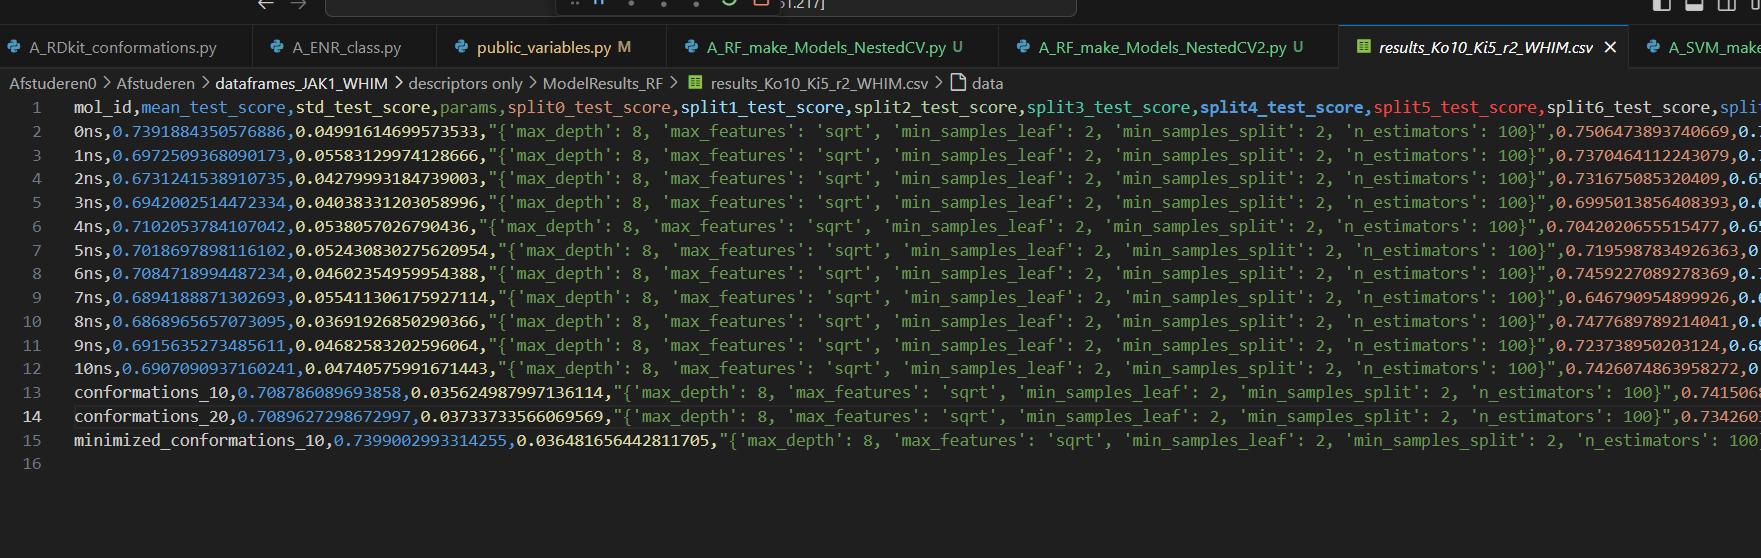 61.217]
A_RDkit_conformations.py A_ENR_class.py public_variables.py M A_RF_make_Models_NestedCV.py U A_RF_make_Models_NestedCV2.py U results_Ko10_Ki5_r2_WHIM.csv A_SVM_make
Afstuderen0 > Afstuderen > dataframes_JAK1_WHIM > descriptors only > ModelResults_RF > results_Ko10_Ki5_r2_WHIM.csv > data
1 mol_id,mean_test_score,std_test_score,params,split0_test_score,split1_test_score,split2_test_score,split3_test_score,split4_test_score,split5_test_score,split6_test_score,split
2 0ns,0.7391884350576886,0.04991614699573533,"{'max_depth': 8, 'max_features': 'sqrt', 'min_samples_leaf': 2, 'min_samples_split': 2, 'n_estimators': 100}",0.7506473893740669,0.7
3 1ns,0.6972509368090173,0.05583129974128666,"{'max_depth': 8, 'max_features': 'sqrt', 'min_samples_leaf': 2, 'min_samples_split': 2, 'n_estimators': 100}",0.7370464112243079,0.7
4 2ns,0.6731241538910735,0.04279993184739003,"{'max_depth': 8, 'max_features': 'sqrt', 'min_samples_leaf': 2, 'min_samples_split': 2, 'n_estimators': 100}",0.731675085320409,0.65
5 3ns,0.6942002514472334,0.04038331203058996,"{'max_depth': 8, 'max_features': 'sqrt', 'min_samples_leaf': 2, 'min_samples_split': 2, 'n_estimators': 100}",0.6995013856408393,0.6
6 4ns,0.7102053784107042,0.0538057026790436,"{'max_depth': 8, 'max_features': 'sqrt', 'min_samples_leaf': 2, 'min_samples_split': 2, 'n_estimators': 100}",0.704202065551547​7,0.65
7 5ns,0.7018697898116102,0.052430830275620954,"{'max_depth': 8, 'max_features': 'sqrt', 'min_samples_leaf': 2, 'min_samples_split': 2, 'n_estimators': 100}",0.7195987834926363,0.
8 6ns,0.7084718994487234,0.04602354959954388,"{'max_depth': 8, 'max_features': 'sqrt', 'min_samples_leaf': 2, 'min_samples_split': 2, 'n_estimators': 100}",0.7459227089278369,0.7
9 7ns,0.6894188871302693,0.055411306175927114,"{'max_depth': 8, 'max_features': 'sqrt', 'min_samples_leaf': 2, 'min_samples_split': 2, 'n_estimators': 100}",0.646790954899926,0.6
10 8ns,0.6868965657073095,0.03691926850290366,"{'max_depth': 8, 'max_features': 'sqrt', 'min_samples_leaf': 2, 'min_samples_split': 2, 'n_estimators': 100}",0.7477689789214041,0.6
11 9ns,0.6915635273485611,0.04682583202596064,"{'max_depth': 8, 'max_features': 'sqrt', 'min_samples_leaf': 2, 'min_samples_split': 2, 'n_estimators': 100}",0.723738950203124,0.68
12 10ns,0.6907090937160241,0.04740575991671443,"{'max_depth': 8, 'max_features': 'sqrt', 'min_samples_leaf': 2, 'min_samples_split': 2, 'n_estimators': 100}",0.7426074863958272,0.
13 conformations_10,0.708786089693858,0.035624987997136114,"{'max_depth': 8, 'max_features': 'sqrt', 'min_samples_leaf': 2, 'min_samples_split': 2, 'n_estimators': 100}",0.741506
14 conformations_20,0.7089627298672997,0.03733733566069569,"{'max_depth': 8, 'max_features': 'sqrt', 'min_samples_leaf': 2, 'min_samples_split': 2, 'n_estimators': 100}",0.734260
15 minimized_conformations_10,0.7399002993314255,0.036481656442811705,"{'max_depth': 8, 'max_features': 'sqrt', 'min_samples_leaf': 2, 'min_samples_split': 2, 'n_estimators': 100
16